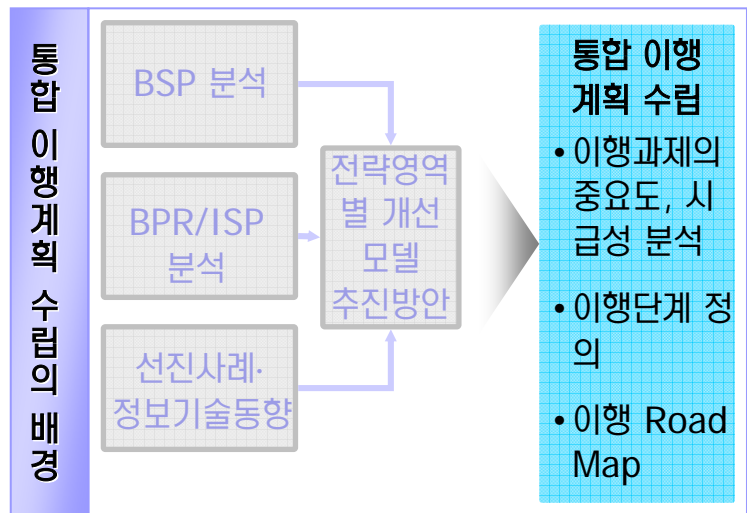 통합 이행계획 수립의 배경
BSP 분석
BPR/ISP
분석
선진사례·
정보기술동향
전략영역
별 개선
모델
추진방안
통합 이행
계획 수립
• 이행과제의
중요도, 시
급성 분석
• 이행단계 정
의
• 이행 Road
Map